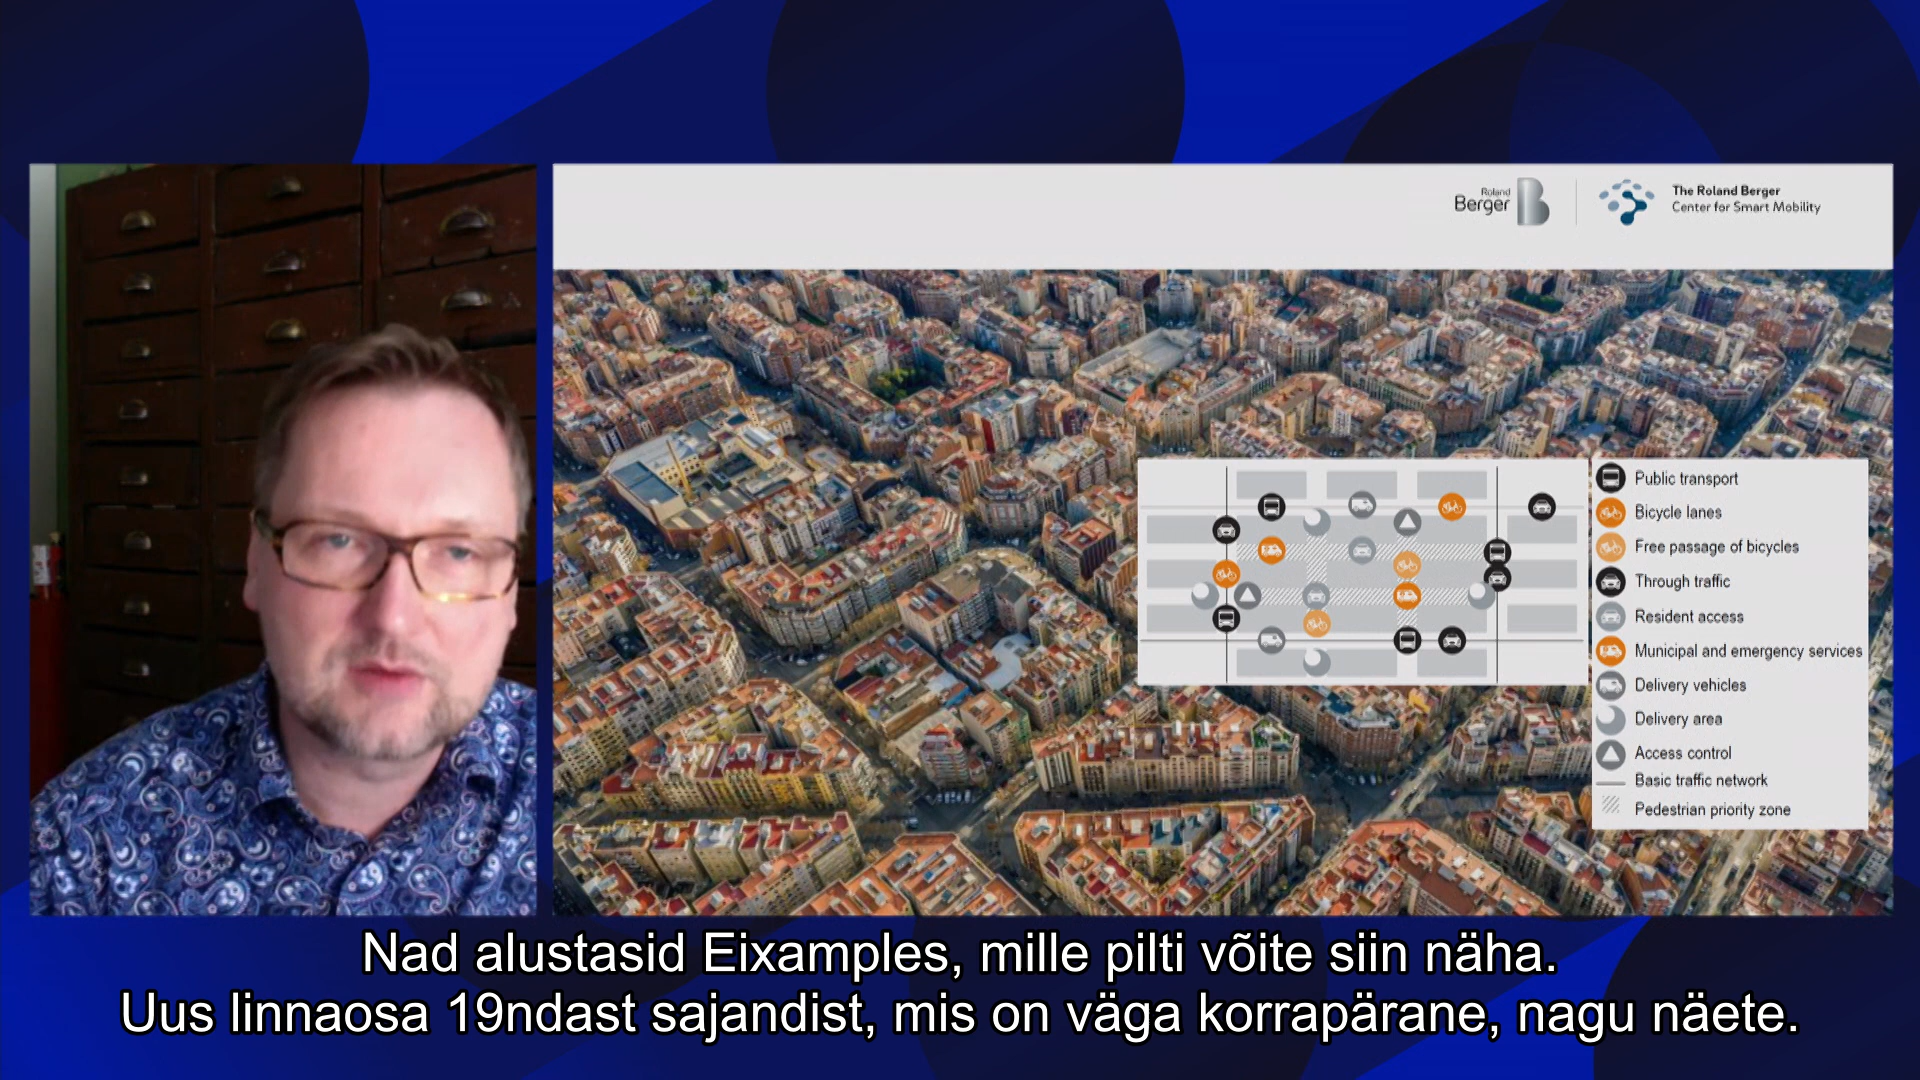 Roland
Berger
The Roland Berger
Center for Smart Mobility
Public transport
Bicycle lanes
Free passage of bicycles
Through traffic
Resident access
Municipal and emergency services
Delivery vehicles
Delivery area
Access control
Basic traffic network
Pedestrian priority zone
Nad alustasid Eixamples, mille pilti võite siin näha.
Uus linnaosa 19ndast sajandist, mis on väga korrapärane, nagu näete.